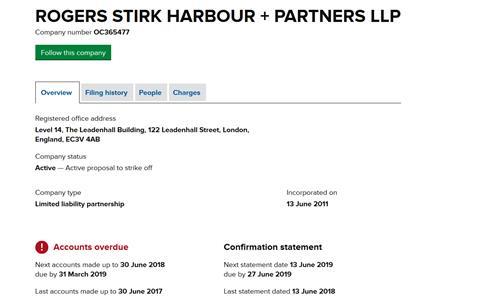 ROGERS STIRK HARBOUR + PARTNERS LLP
Company number OC365477
Follow this company
Overview Filing history People Charges
Registered office address
Level 14, The Leadenhall Building, 122 Leadenhall Street, London,
England, EC3V 4AB
Company status
Active — Active proposal to strike off
Company type Incorporated on
Limited liability partnership 13 June 2011
! Accounts overdue
Next accounts made up to 30 June 2018
due by 31 March 2019
Last accounts made up to 30 June 2017
Confirmation statement
Next statement date 13 June 2019
due by 27 June 2019
Last statement dated 13 June 2018